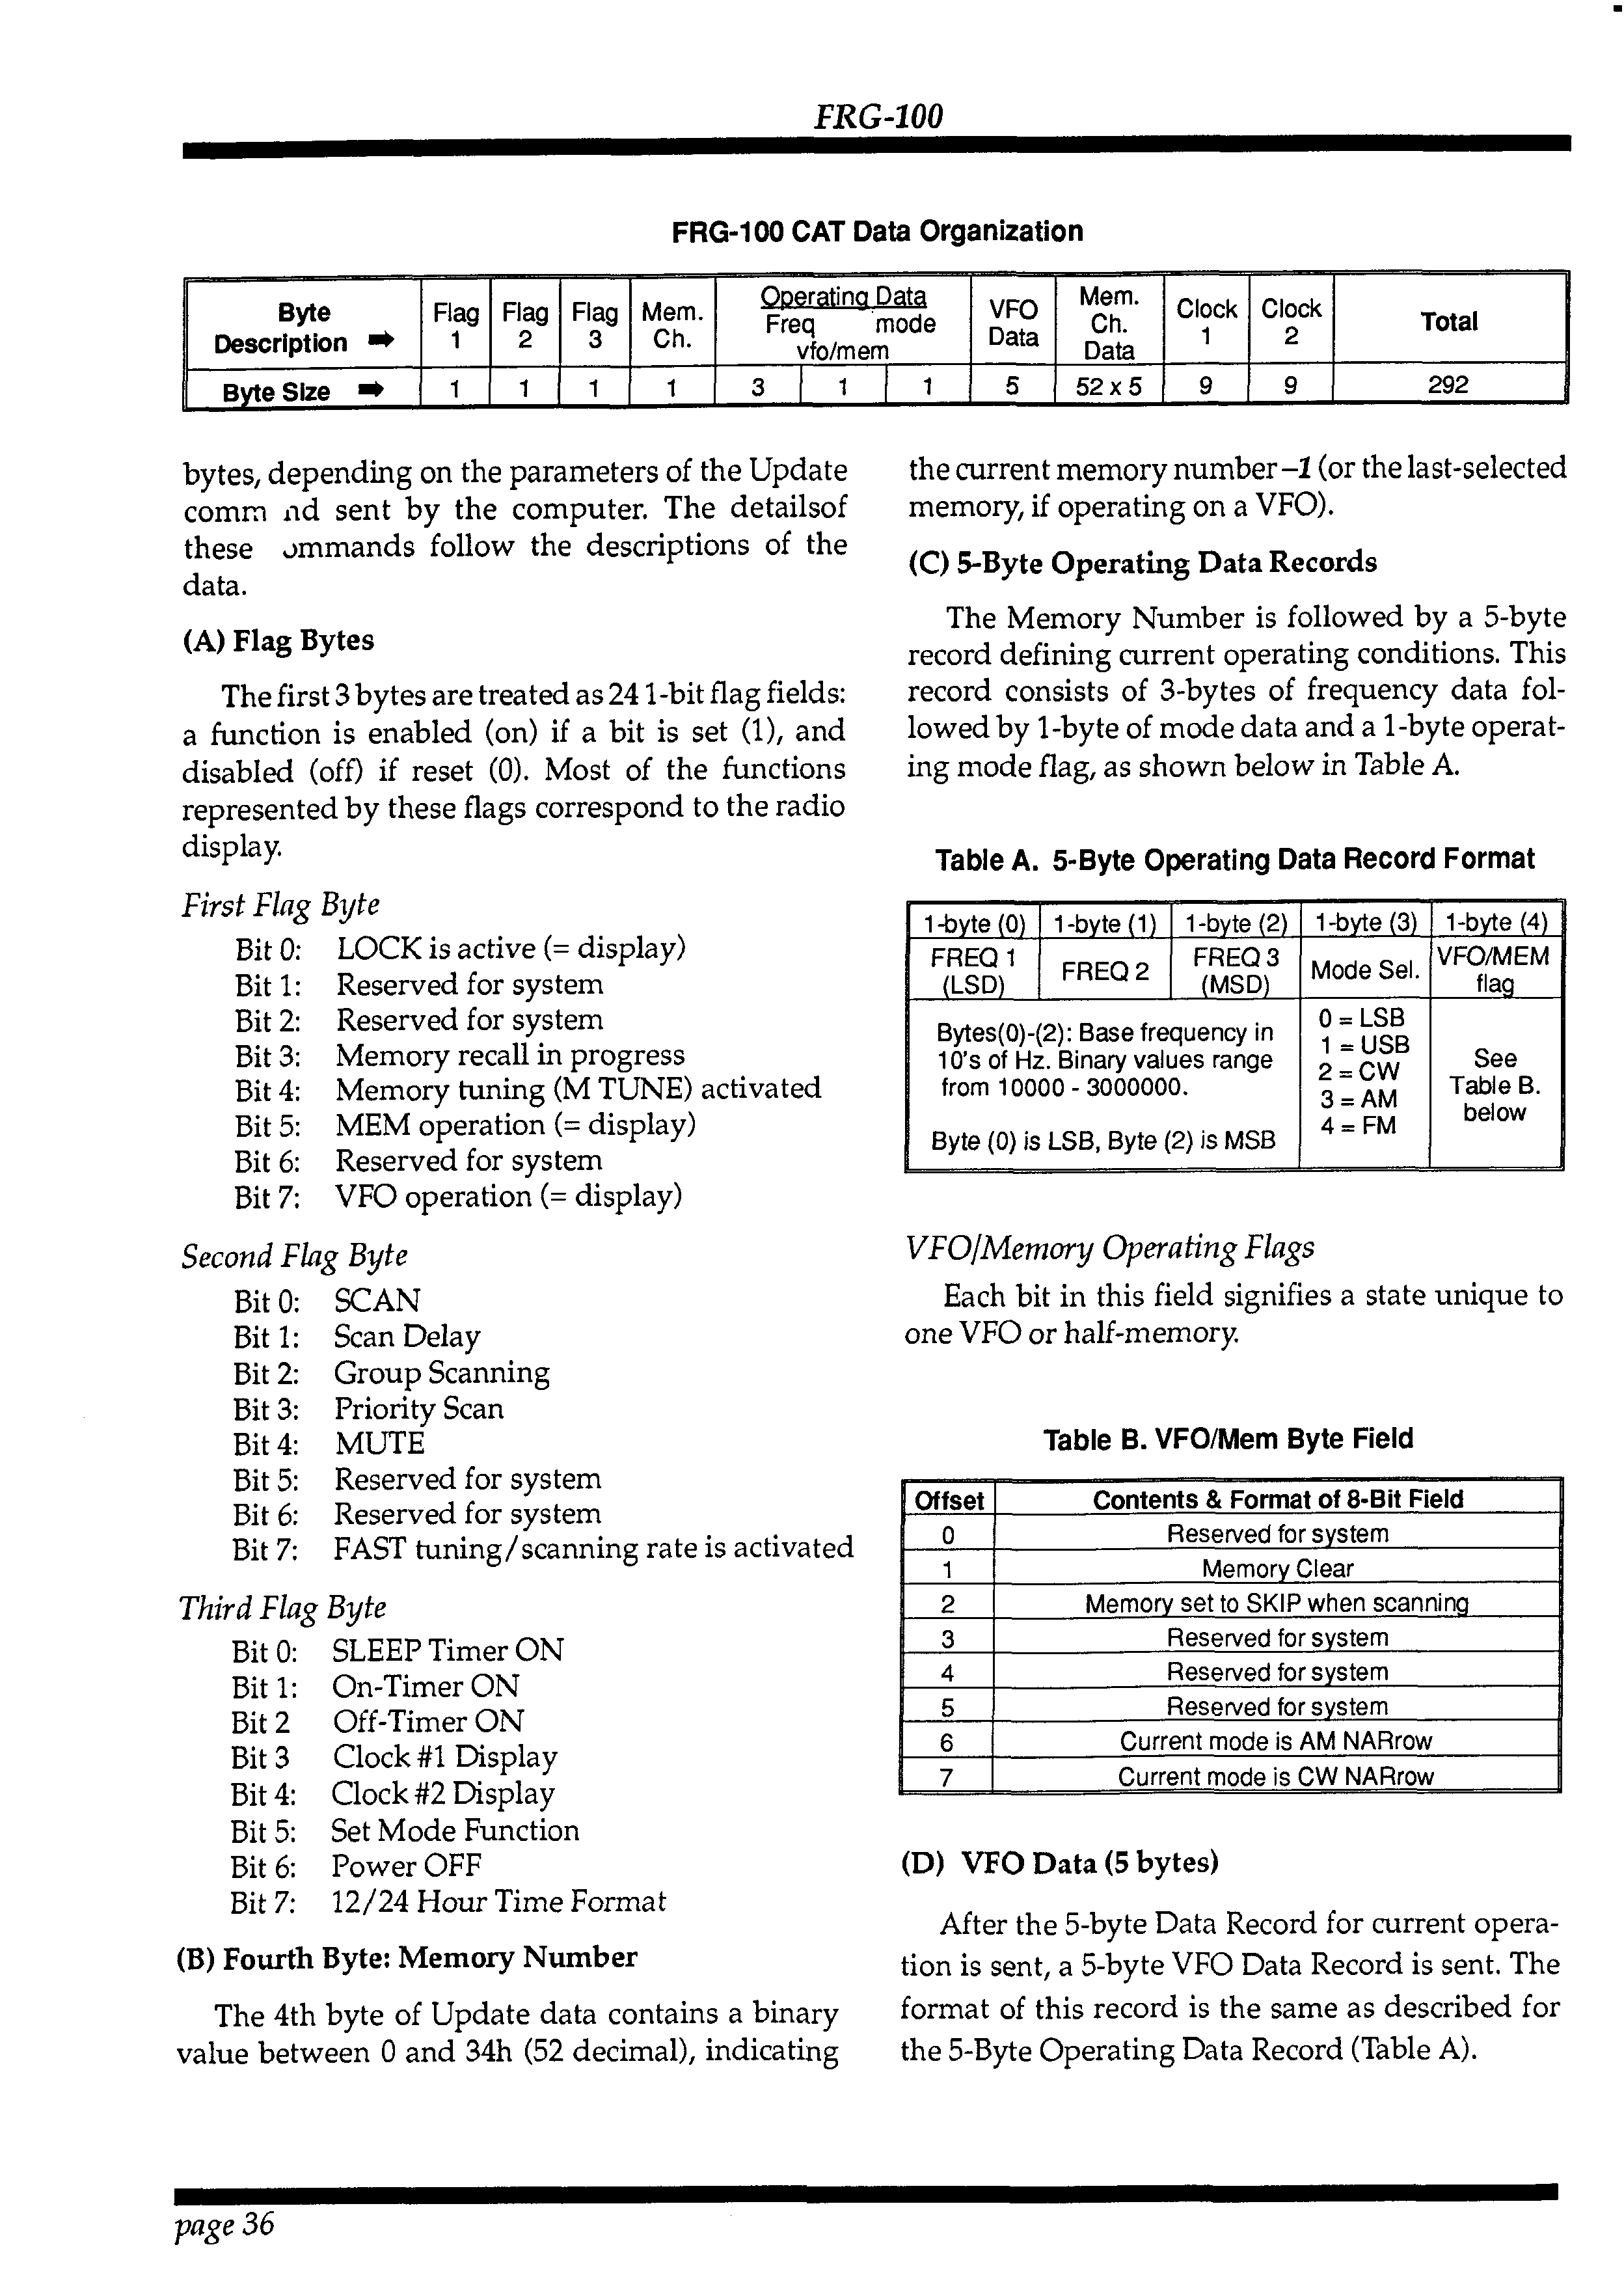 FRG-100
FRG-100 CAT Data Organization
Byte Description ➡ Flag 1 Flag 2 Flag 3 Mem. Ch. Operating Data Freq mode vfo/mem VFO Data Mem. Ch. Data Clock 1 Clock 2 Total
Byte Size ➡ 1 1 1 1 3 1 1 5 52 x 5 9 9 292
bytes, depending on the parameters of the Update
comm nd sent by the computer. The detailsof
these ommands follow the descriptions of the
data.
(A) Flag Bytes
The first 3 bytes are treated as 24 1-bit flag fields:
a function is enabled (on) if a bit is set (1), and
disabled (off) if reset (0). Most of the functions
represented by these flags correspond to the radio
display.
First Flag Byte
Bit 0: LOCK is active (= display)
Bit 1: Reserved for system
Bit 2: Reserved for system
Bit 3: Memory recall in progress
Bit 4: Memory tuning (M TUNE) activated
Bit 5: MEM operation (= display)
Bit 6: Reserved for system
Bit 7: VFO operation (= display)
Second Flag Byte
Bit 0: SCAN
Bit 1: Scan Delay
Bit 2: Group Scanning
Bit 3: Priority Scan
Bit 4: MUTE
Bit 5: Reserved for system
Bit 6: Reserved for system
Bit 7: FAST tuning/scanning rate is activated
Third Flag Byte
Bit 0: SLEEP Timer ON
Bit 1: On-Timer ON
Bit 2 Off-Timer ON
Bit 3 Clock #1 Display
Bit 4: Clock #2 Display
Bit 5: Set Mode Function
Bit 6: Power OFF
Bit 7: 12/24 Hour Time Format
(B) Fourth Byte: Memory Number
The 4th byte of Update data contains a binary
value between 0 and 34h (52 decimal), indicating
the current memory number –1 (or the last-selected
memory, if operating on a VFO).
(C) 5-Byte Operating Data Records
The Memory Number is followed by a 5-byte
record defining current operating conditions. This
record consists of 3-bytes of frequency data fol-
lowed by 1-byte of mode data and a 1-byte operat-
ing mode flag, as shown below in Table A.
Table A. 5-Byte Operating Data Record Format
1-byte (0) 1-byte (1) 1-byte (2) 1-byte (3) 1-byte (4)
FREQ 1 (LSD) FREQ 2 FREQ 3 (MSD) Mode Sel. VFO/MEM flag
Bytes(0)-(2): Base frequency in
10's of Hz. Binary values range
from 10000 - 3000000.
Byte (0) is LSB, Byte (2) is MSB
0 = LSB
1 = USB
2 = CW
3 = AM
4 = FM
See
Table B.
below
VFO/Memory Operating Flags
Each bit in this field signifies a state unique to
one VFO or half-memory.
Table B. VFO/Mem Byte Field
Offset Contents & Format of 8-Bit Field
0 Reserved for system
1 Memory Clear
2 Memory set to SKIP when scanning
3 Reserved for system
4 Reserved for system
5 Reserved for system
6 Current mode is AM NARrow
7 Current mode is CW NARrow
(D) VFO Data (5 bytes)
After the 5-byte Data Record for current opera-
tion is sent, a 5-byte VFO Data Record is sent. The
format of this record is the same as described for
the 5-Byte Operating Data Record (Table A).
page 36